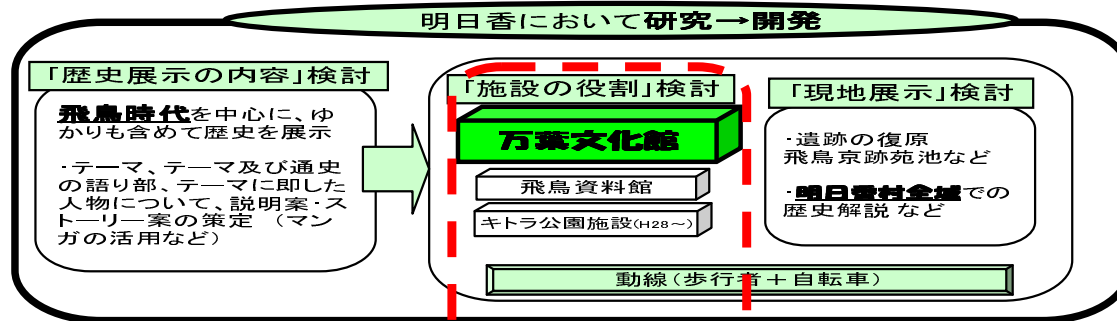 明日香において研究→開発
「歴史展示の内容」検討
飛鳥時代を中心に、ゆ
かりも含めて歴史を展示
・テーマ、テーマ及び通史
の語り部、テーマに即した
人物について、説明案・ス
トーリー案の策定　（マン
ガの活用など）
「施設の役割」検討
万葉文化館
飛鳥資料館
キトラ公園施設(H28～)
「現地展示」検討
・遺跡の復原
飛鳥京跡苑池など
・明日香村全域での
歴史解説 など
動線（歩行者＋自転車）